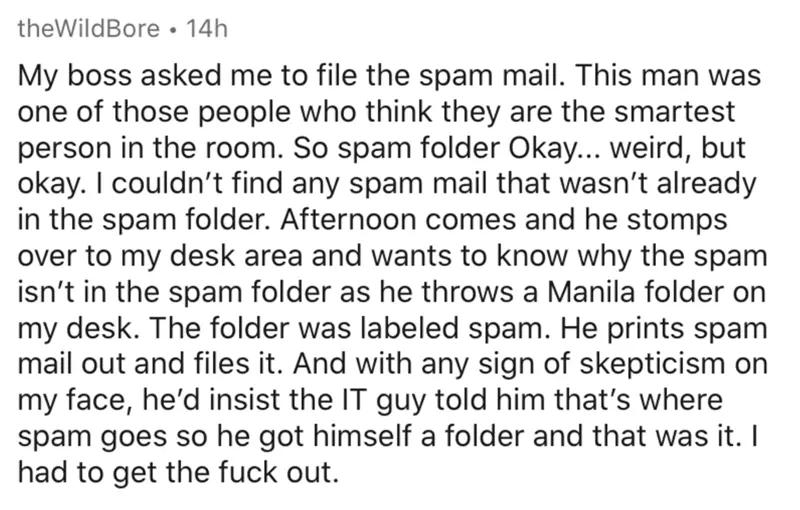 theWildBore • 14h
My boss asked me to file the spam mail. This man was
one of those people who think they are the smartest
person in the room. So spam folder Okay... weird, but
okay. I couldn’t find any spam mail that wasn’t already
in the spam folder. Afternoon comes and he stomps
over to my desk area and wants to know why the spam
isn’t in the spam folder as he throws a Manila folder on
my desk. The folder was labeled spam. He prints spam
mail out and files it. And with any sign of skepticism on
my face, he’d insist the IT guy told him that’s where
spam goes so he got himself a folder and that was it. I
had to get the fuck out.